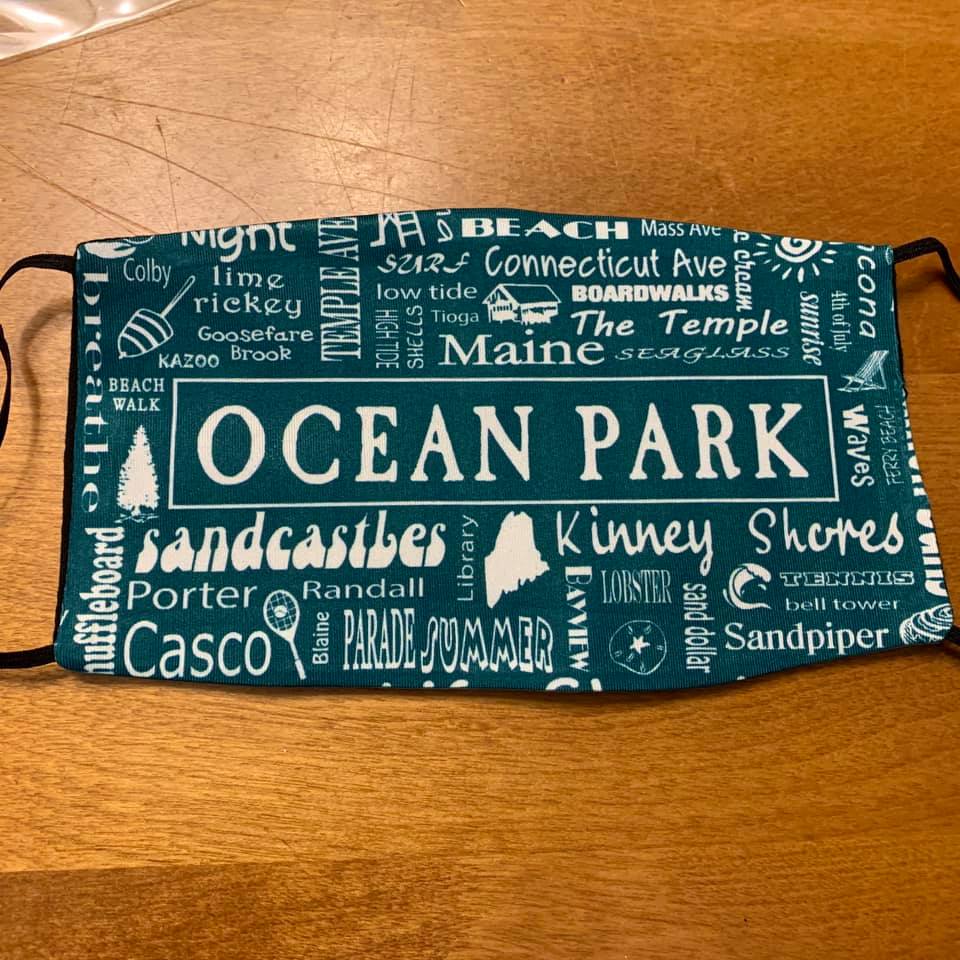 Night
TEMPLE AVE
BEACH
Mass Ave
Colby
lime
rickey
SURF
Connecticut Ave
breathe
low tide
BOARDWALKS
sunrise
4th of July
Goosefare
Brook
HIGH TIDE
SHELLS
Tioga
The Temple
KAZOO
Maine
SEAGLASS
BEACH
WALK
OCEAN PARK
Waves
FERRY BEACH
sandcastles
Library
Kinney Shores
Porter
Randall
BAYVIEW
LOBSTER
sand dollar
TENNIS
bell tower
Casco
Blaine
PARADE
SUMMER
Sandpiper